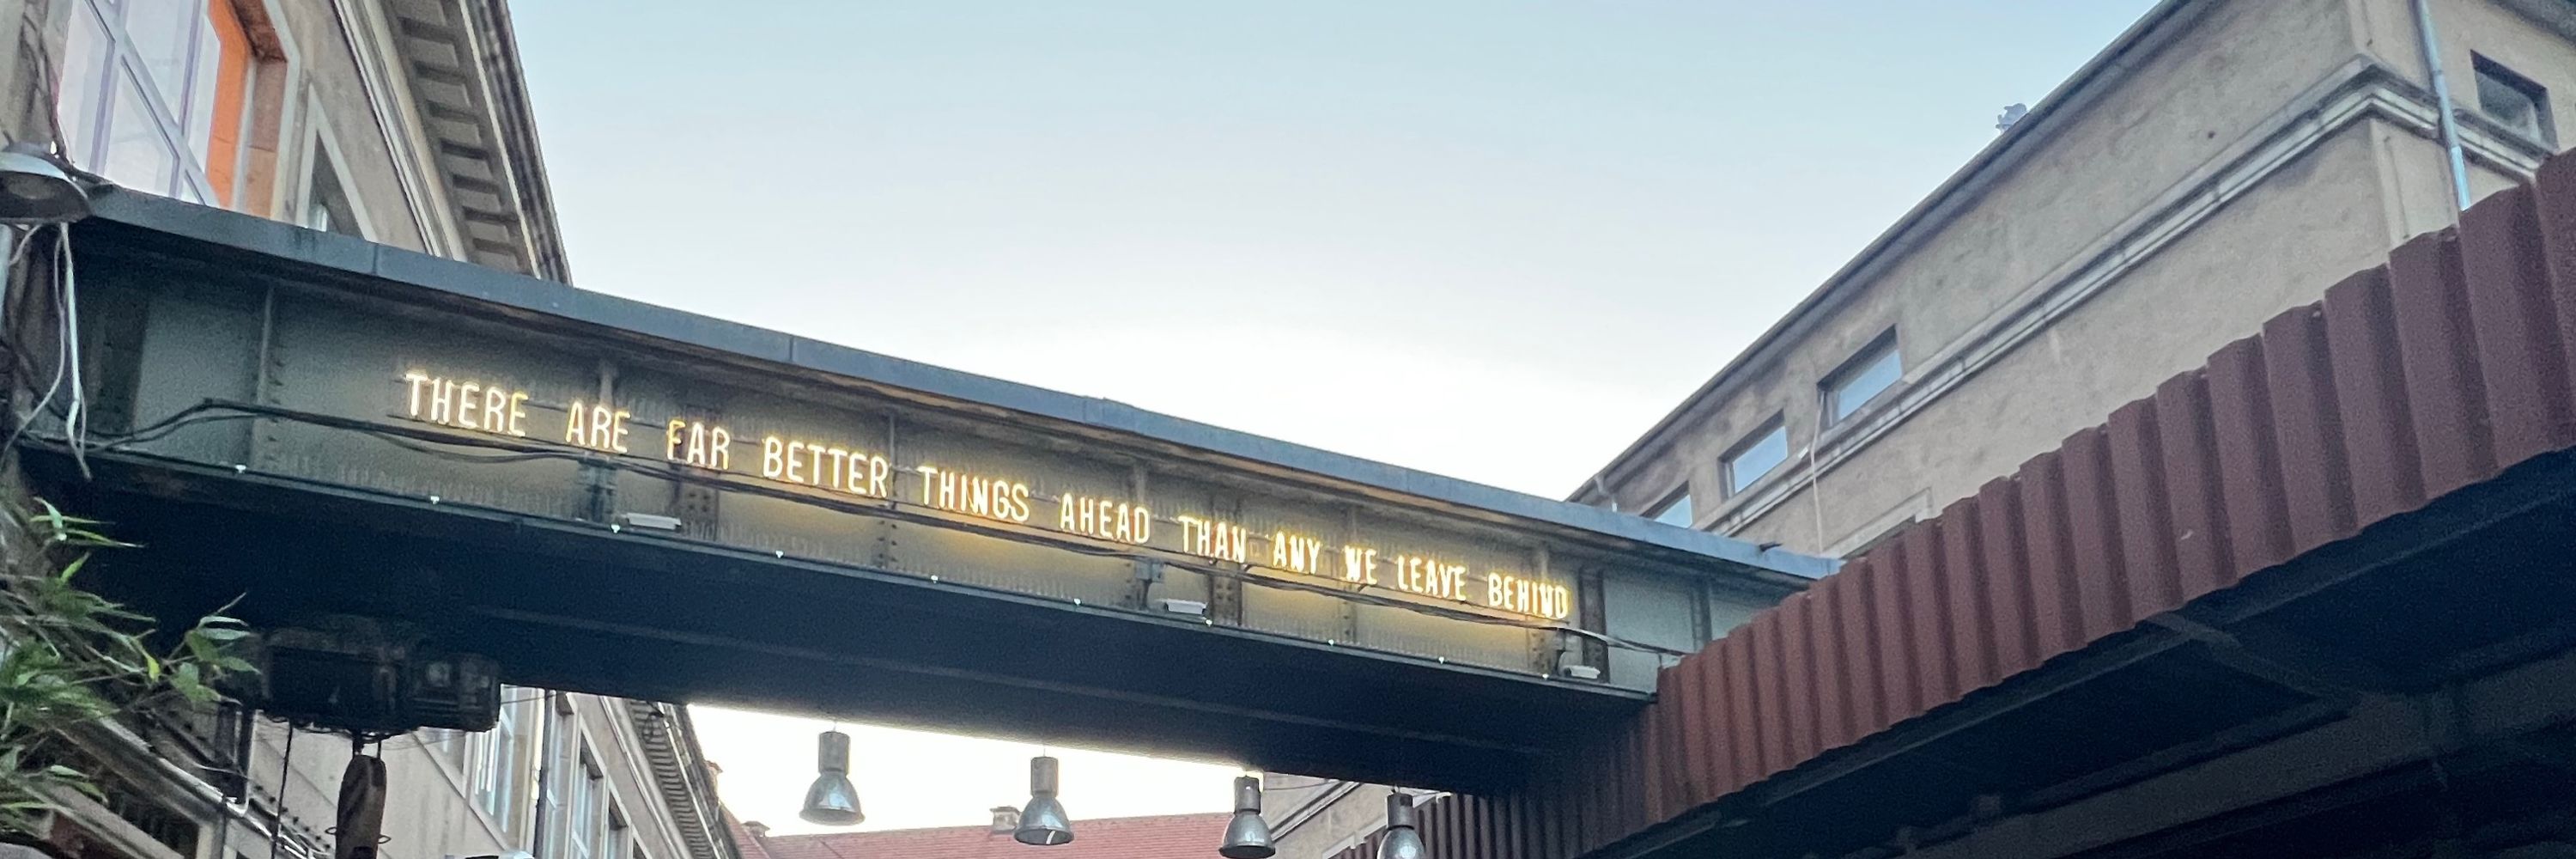 THERE ARE FAR BETTER THINGS AHEAD THAN ANY WE LEAVE BEHIND